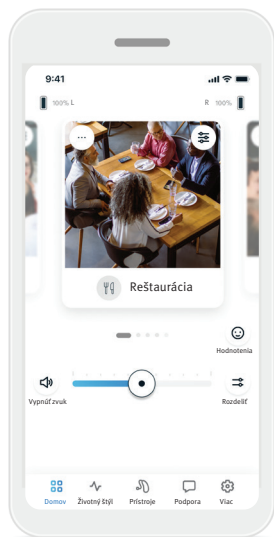 9:41
100% L
R 100%
Reštaurácia
Hodnotenia
Vypnúť zvuk
Rozdeliť
Domov
Životný štýl
Prístroje
Podpora
Viac